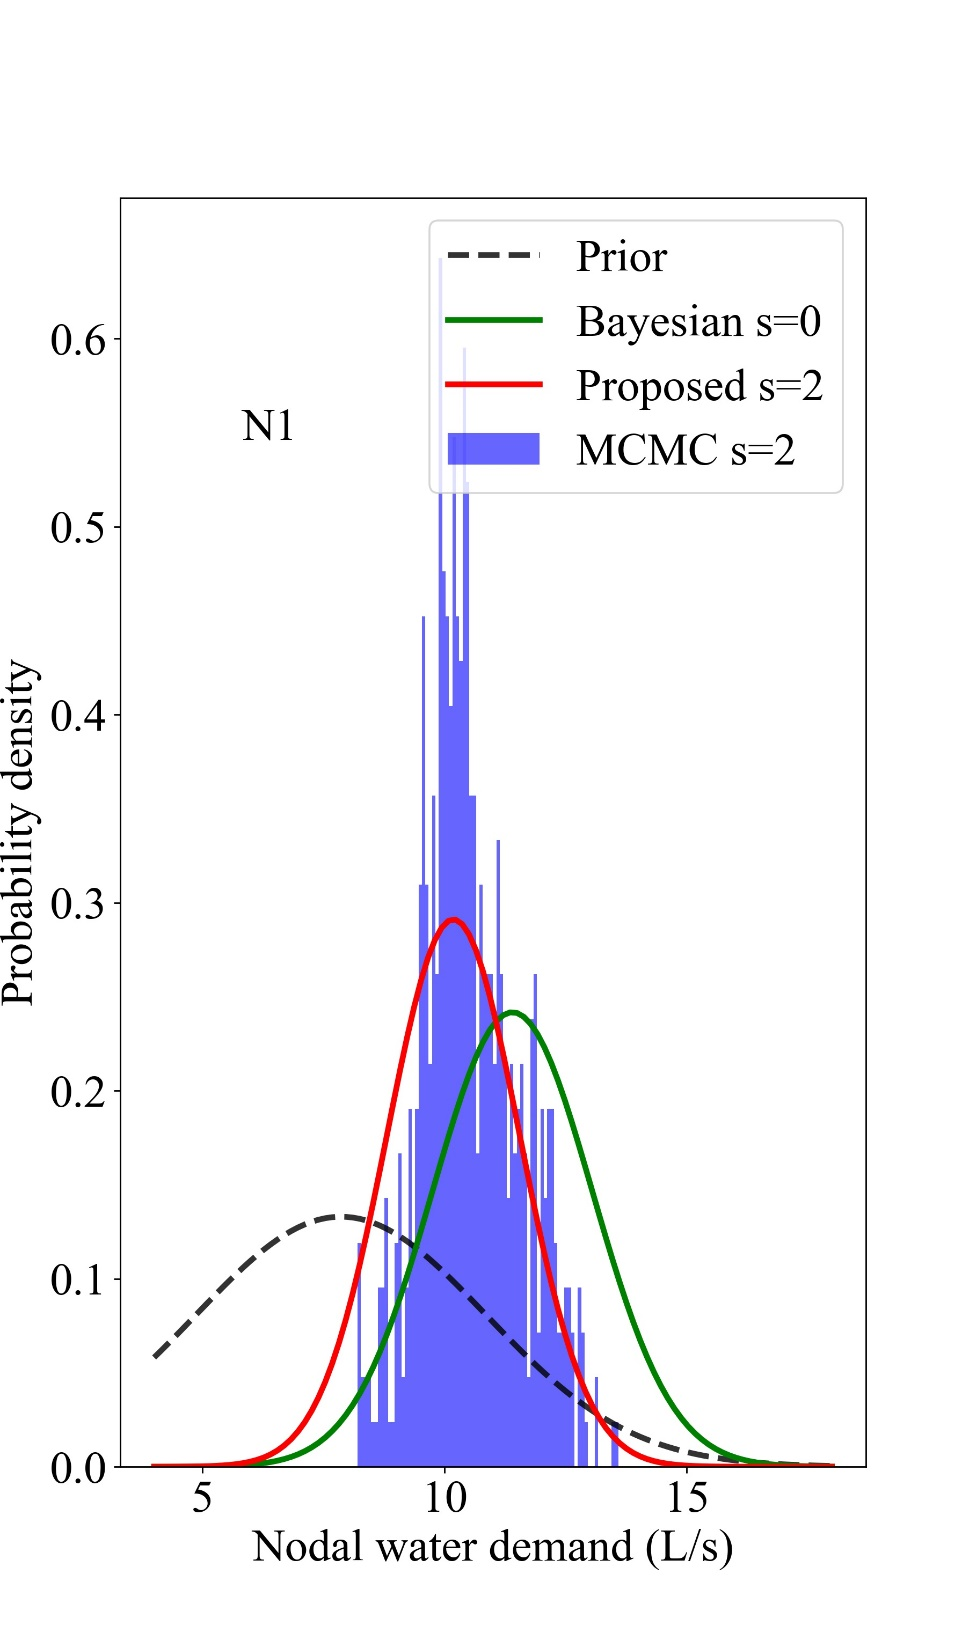 Prior
Bayesian s=0
Proposed s=2
MCMC s=2
N1
Probability density
0.6
0.5
0.4
0.3
0.2
0.1
0.0
5 10 15
Nodal water demand (L/s)